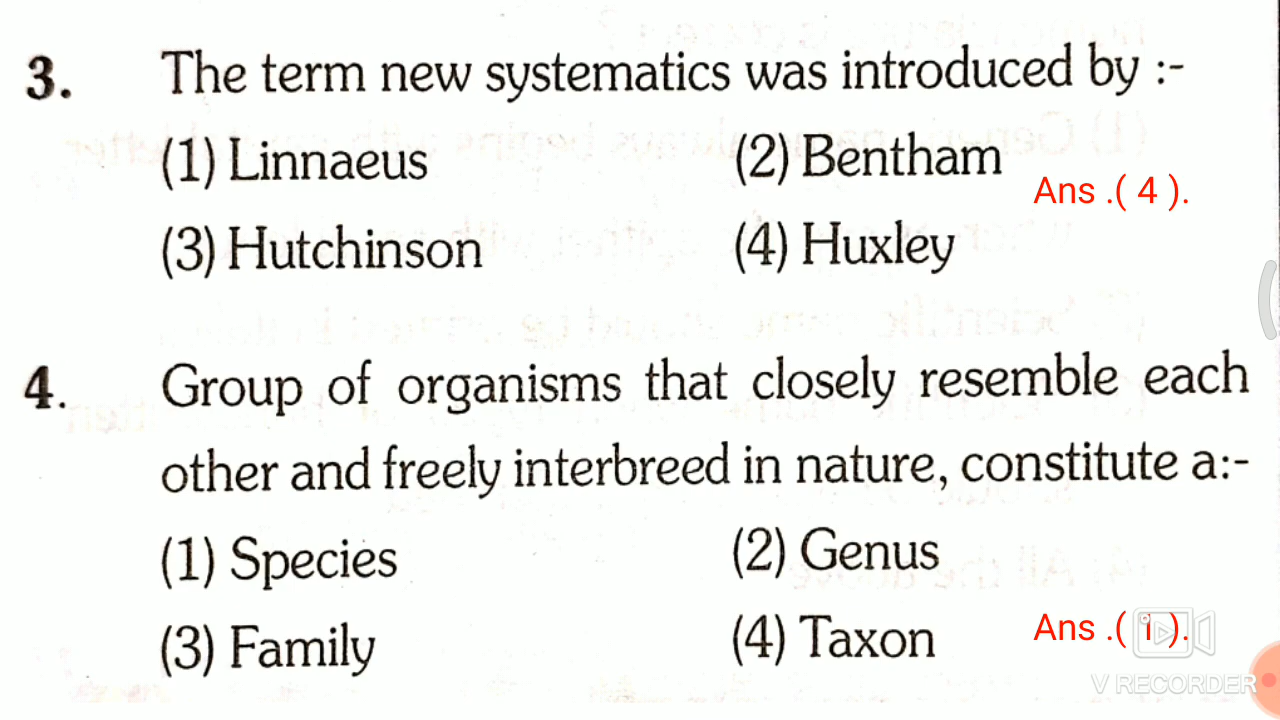 3. The term new systematics was introduced by :-
(1) Linnaeus (2) Bentham
Ans .( 4 ).
(3) Hutchinson (4) Huxley
4. Group of organisms that closely resemble each
other and freely interbreed in nature, constitute a:-
(1) Species (2) Genus
(3) Family (4) Taxon
Ans .( 1 ).
V RECORDER